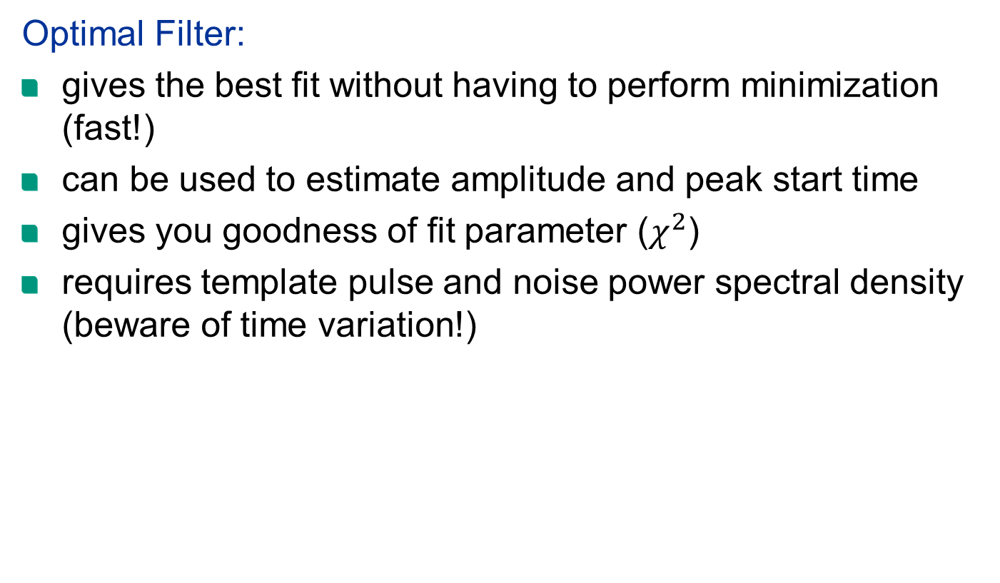 Optimal Filter:
gives the best fit without having to perform minimization
(fast!)
can be used to estimate amplitude and peak start time
gives you goodness of fit parameter (χ²)
requires template pulse and noise power spectral density
(beware of time variation!)